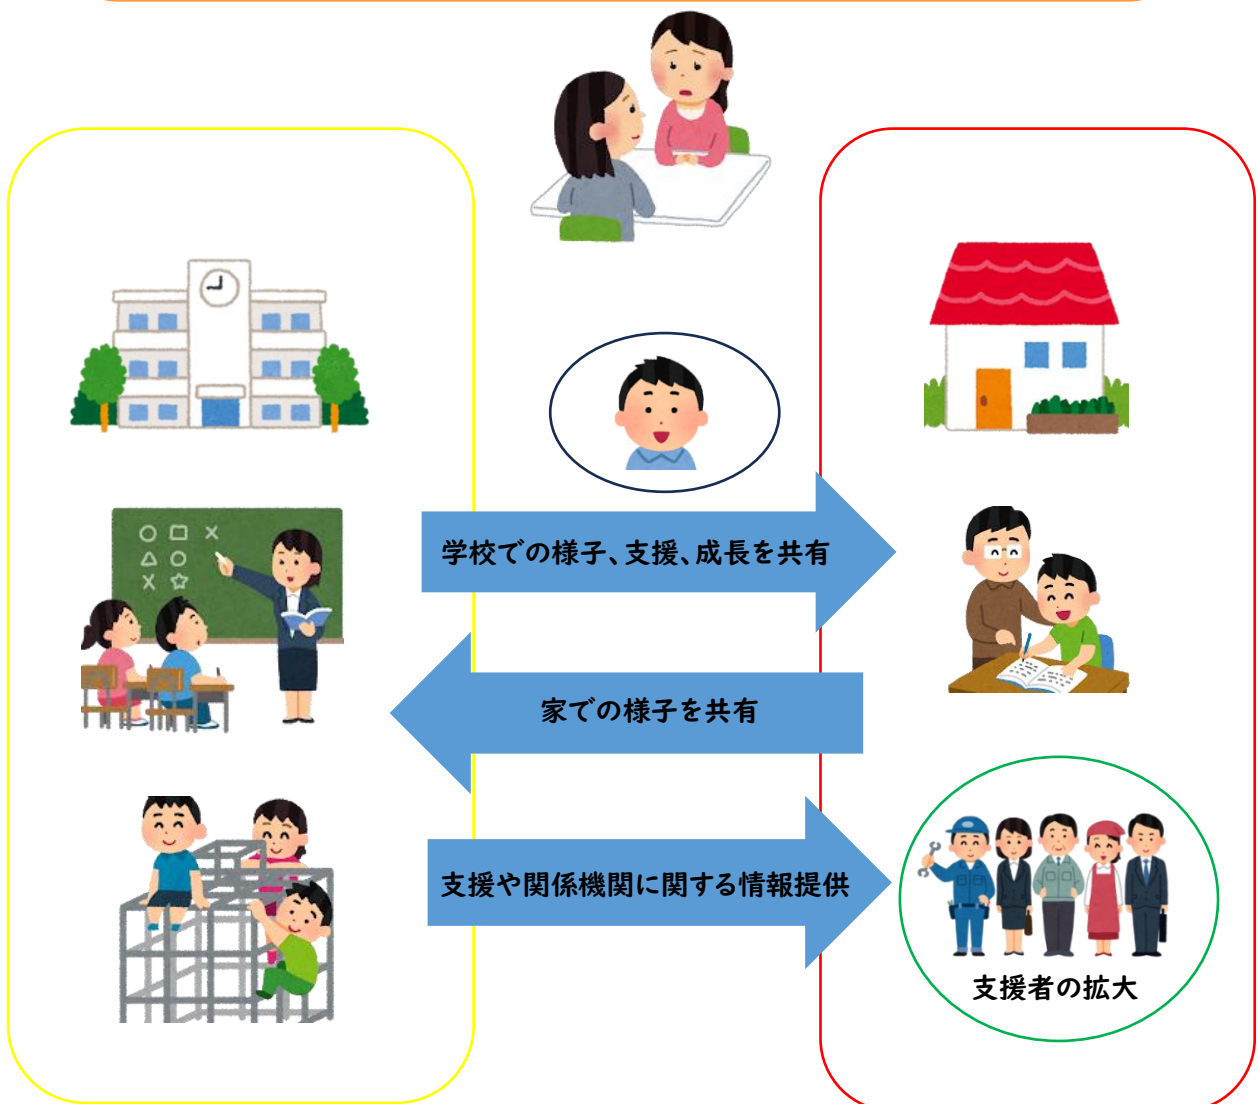 学校での様子、支援、成長を共有
家での様子を共有
支援や関係機関に関する情報提供
支援者の拡大